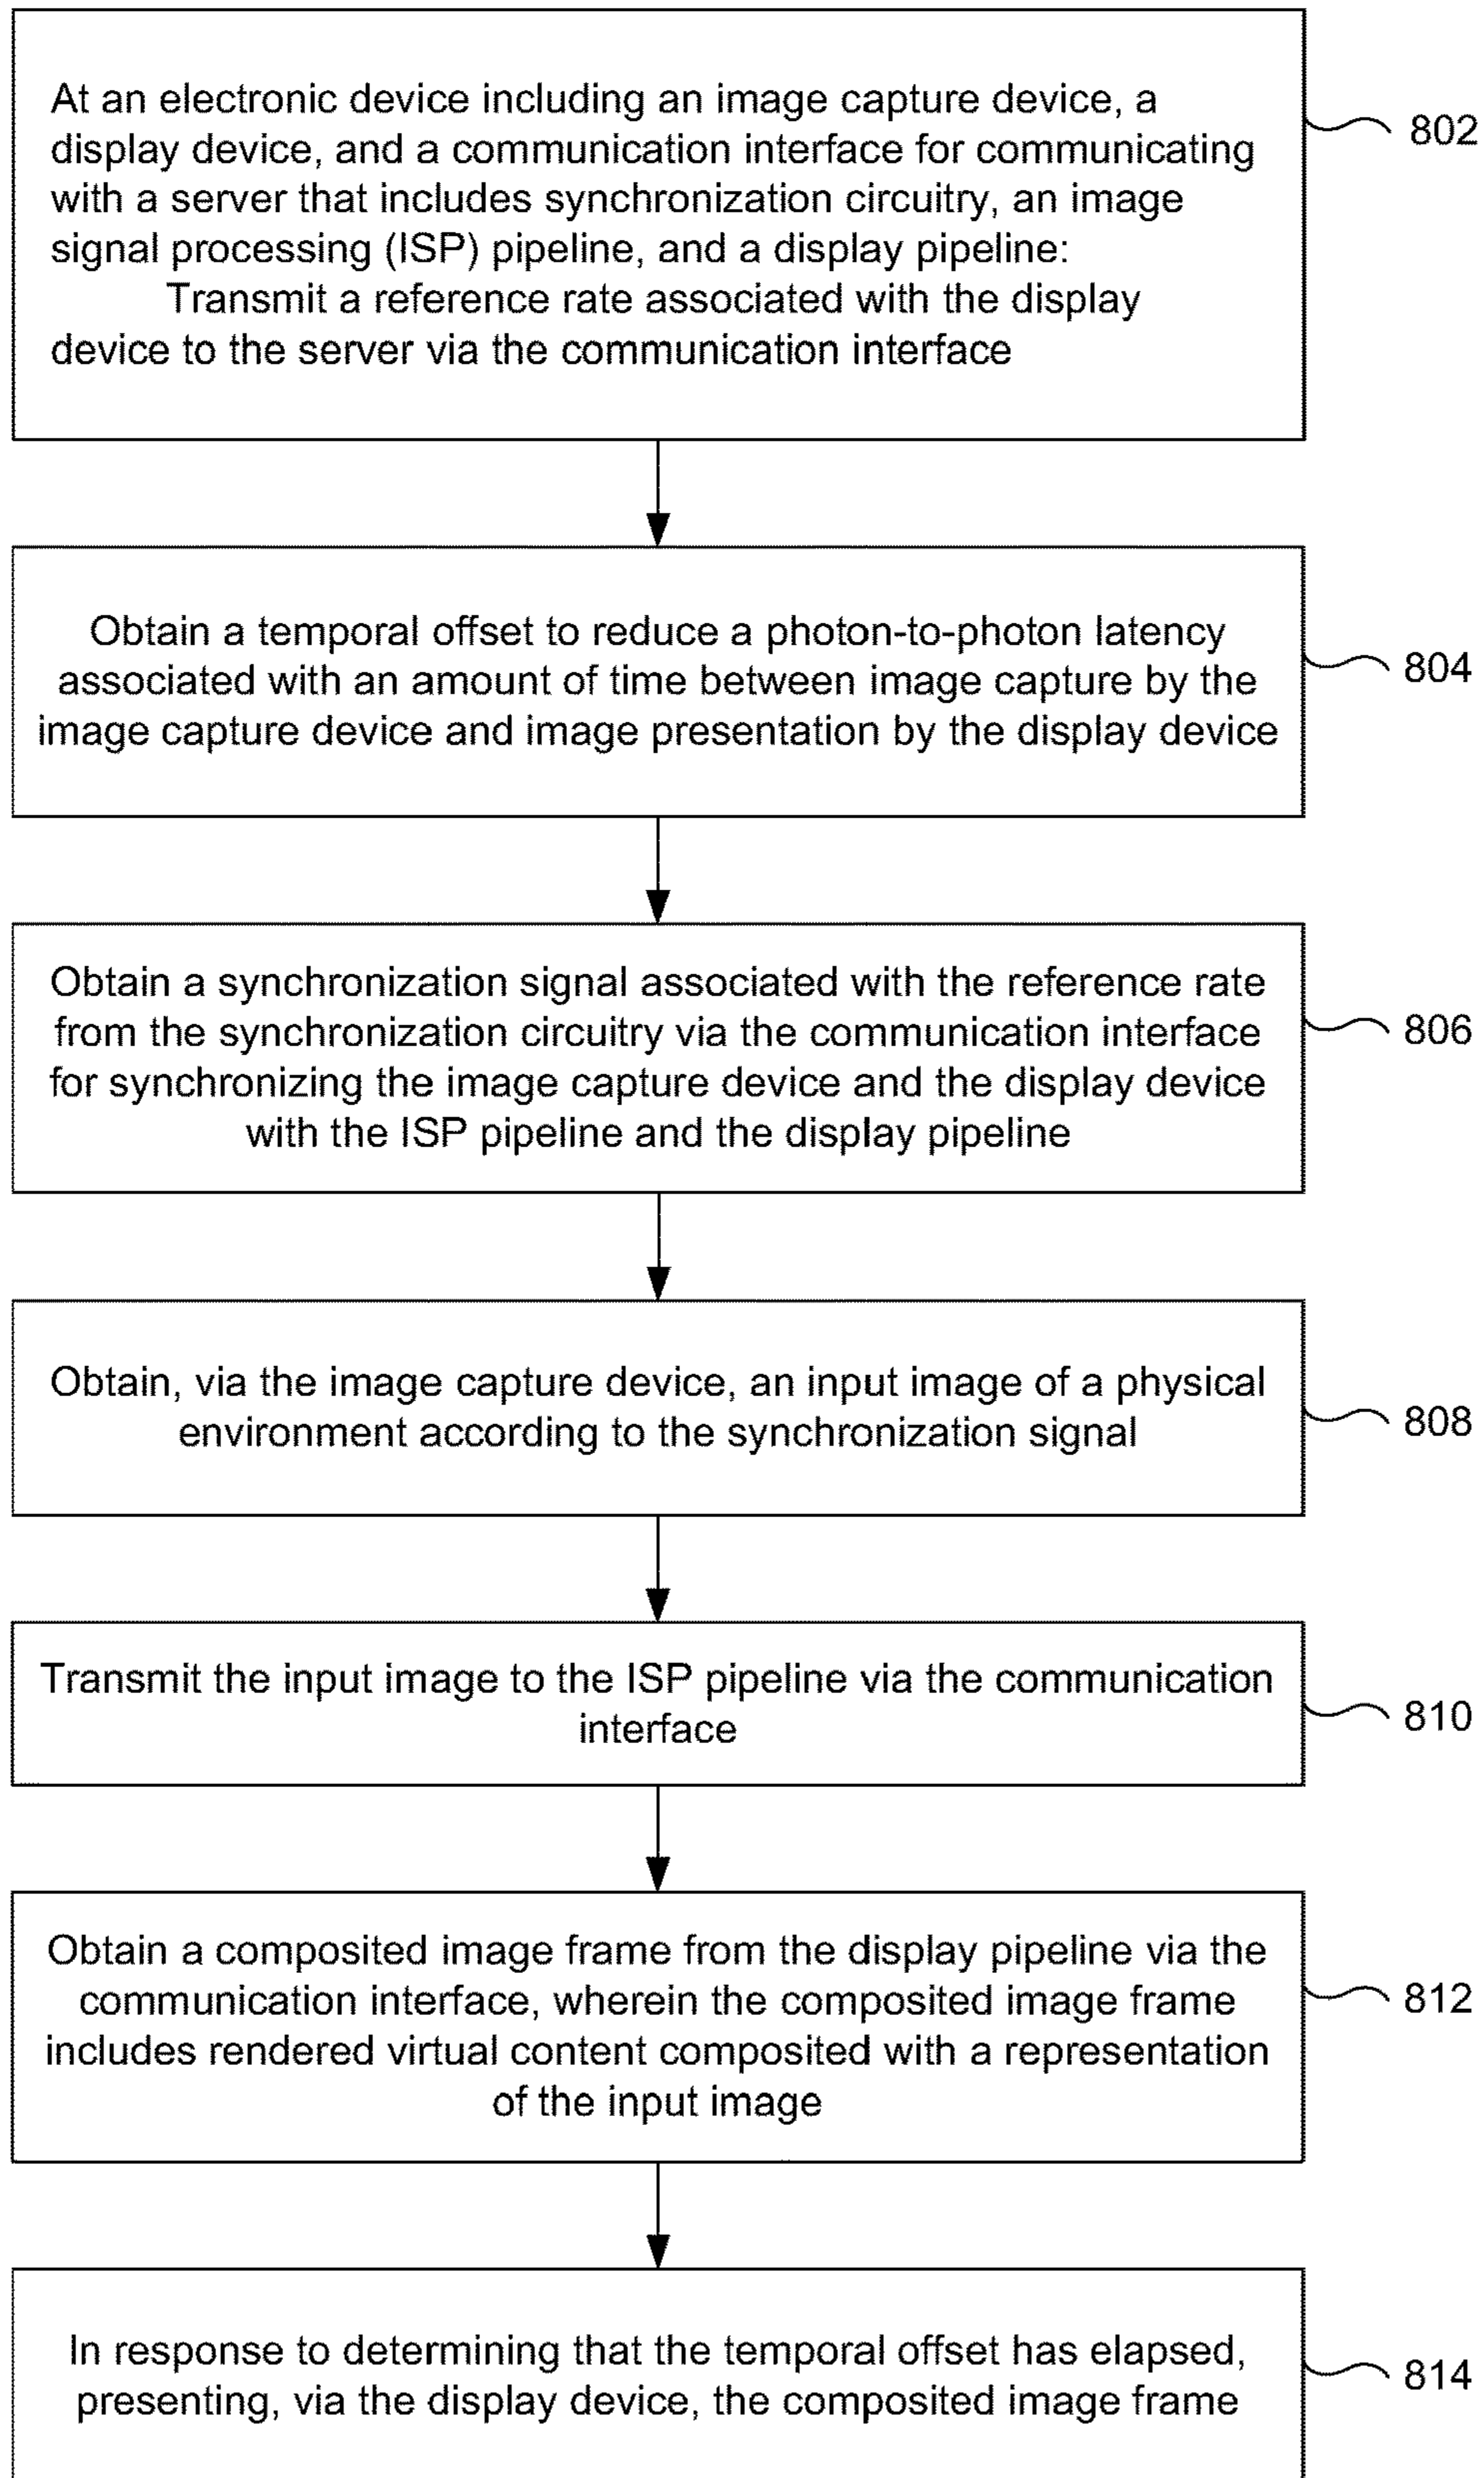 At an electronic device including an image capture device, a
display device, and a communication interface for communicating
with a server that includes synchronization circuitry, an image
signal processing (ISP) pipeline, and a display pipeline:
Transmit a reference rate associated with the display
device to the server via the communication interface
802
Obtain a temporal offset to reduce a photon-to-photon latency
associated with an amount of time between image capture by the
image capture device and image presentation by the display device
804
Obtain a synchronization signal associated with the reference rate
from the synchronization circuitry via the communication interface
for synchronizing the image capture device and the display device
with the ISP pipeline and the display pipeline
806
Obtain, via the image capture device, an input image of a physical
environment according to the synchronization signal
808
Transmit the input image to the ISP pipeline via the communication
interface
810
Obtain a composited image frame from the display pipeline via the
communication interface, wherein the composited image frame
includes rendered virtual content composited with a representation
of the input image
812
In response to determining that the temporal offset has elapsed,
presenting, via the display device, the composited image frame
814